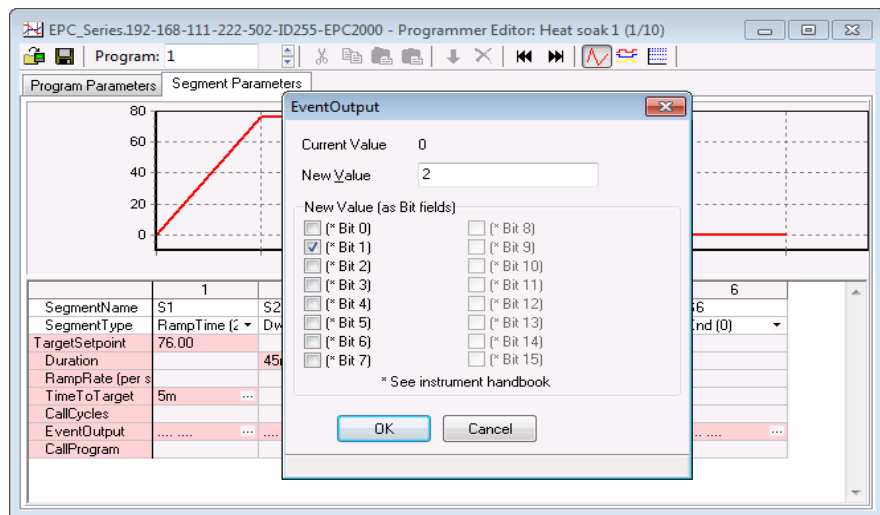 EPC_Series.192-168-111-222-502-ID255-EPC2000 - Programmer Editor: Heat soak 1 (1/10)
Program: 1
Program Parameters Segment Parameters
80
60
40
20
0
EventOutput
Current Value 0
New Value 2
New Value (as Bit fields)
(* Bit 0) (* Bit 8)
(* Bit 1) (* Bit 9)
(* Bit 2) (* Bit 10)
(* Bit 3) (* Bit 11)
(* Bit 4) (* Bit 12)
(* Bit 5) (* Bit 13)
(* Bit 6) (* Bit 14)
(* Bit 7) (* Bit 15)
* See instrument handbook
OK Cancel
1 6
SegmentName S1 S2
SegmentType RampTime (2 (0)
TargetSetpoint 76.00
Duration
RampRate (per s
TimeToTarget 5m ...
CallCycles
EventOutput .... .... ... .... .. .... ...
CallProgram